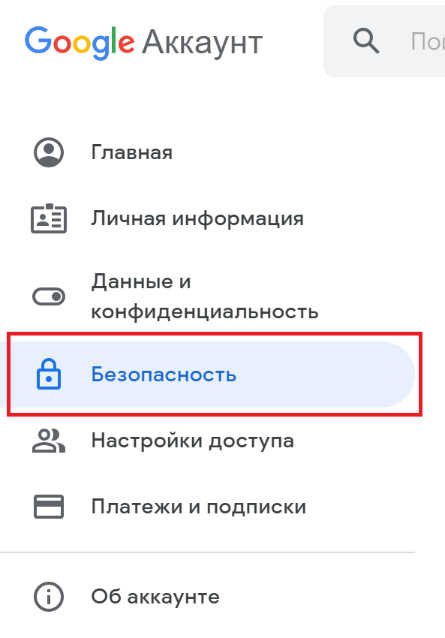 Google Аккаунт
Главная
Личная информация
Данные и
конфиденциальность
Безопасность
Настройки доступа
Платежи и подписки
Об аккаунте